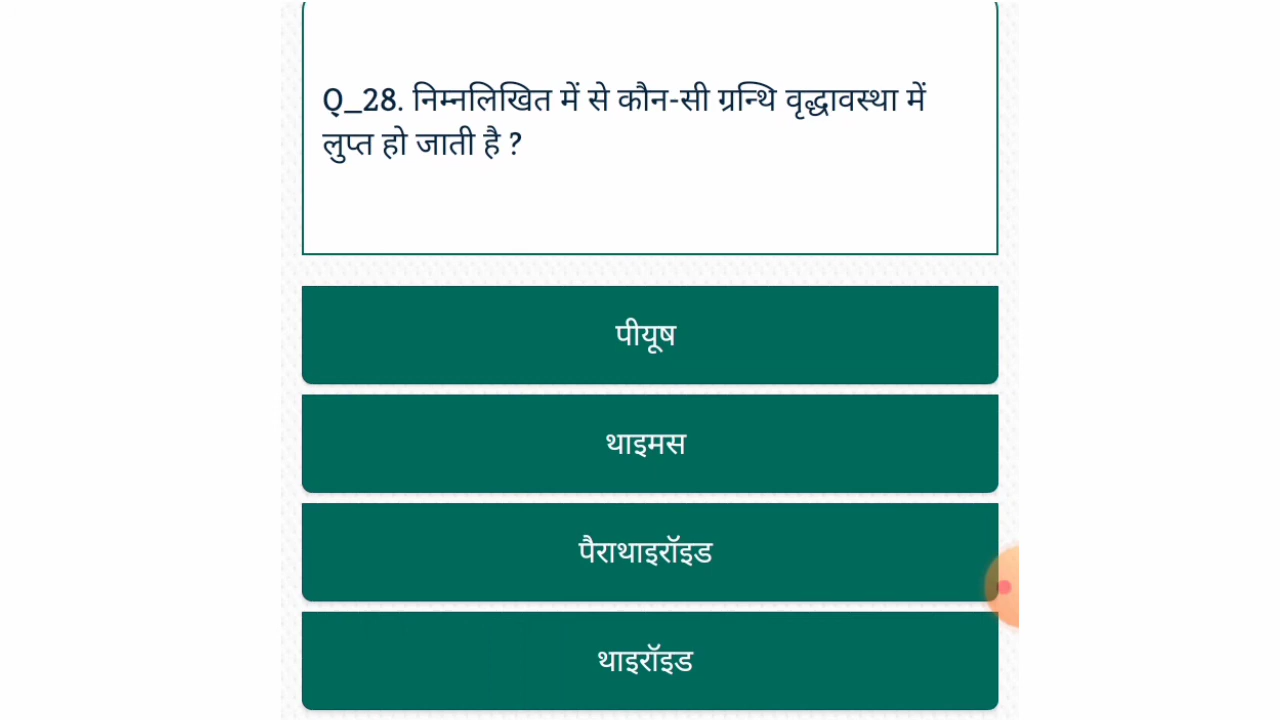 Q_28. निम्नलिखित में से कौन-सी ग्रन्थि वृद्धावस्था में
लुप्त हो जाती है ?
पीयूष
थाइमस
पैराथाइरॉइड
थाइरॉइड